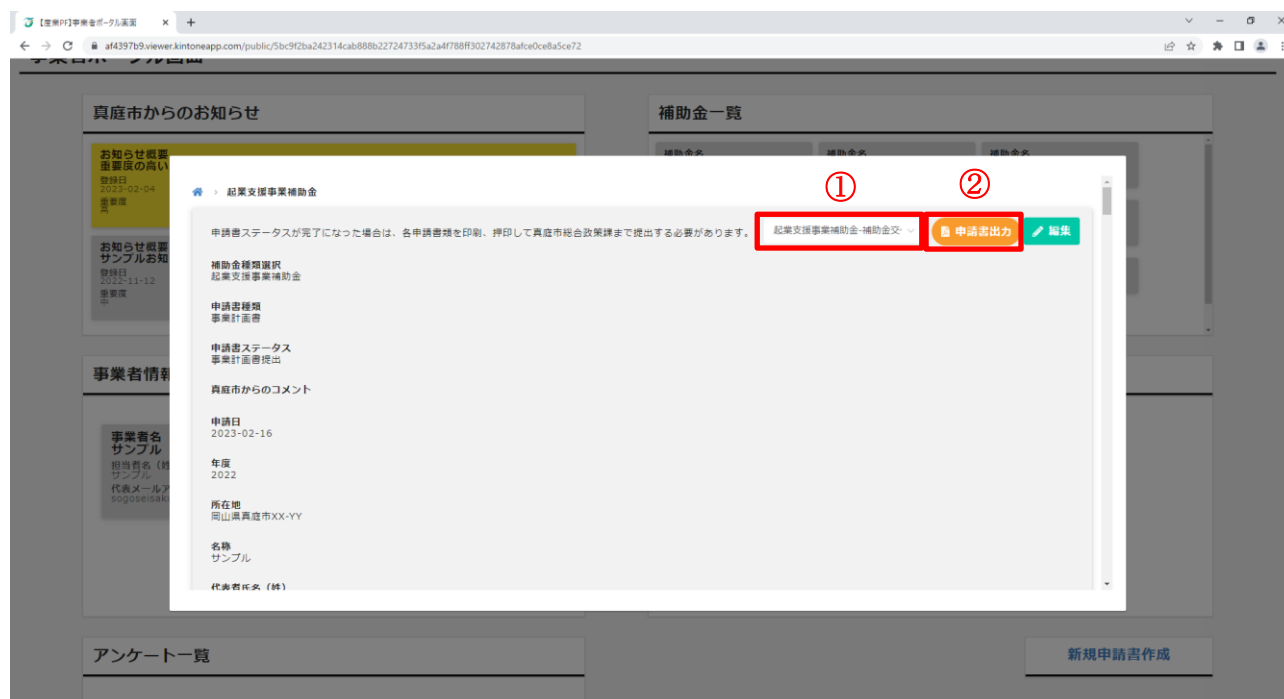 【産業PF】事業者ポータル画面
af4397b9.viewer.kintoneapp.com/public/5bc9f2ba242314cab888b22724733f5a2a4f788ff302742878afce0ce8a5ce72
事業者ポータル画面
真庭市からのお知らせ
補助金一覧
お知らせ概要
重要度の高い
登録日
2023-02-04
重要度
高
補助金名
補助金名
補助金名
お知らせ概要
サンプルお知
登録日
2022-11-12
重要度
中
起業支援事業補助金
①
②
申請書ステータスが完了になった場合は、各申請書類を印刷、押印して真庭市総合政策課まで提出する必要があります。
起業支援事業補助金-補助金交
申請書出力
編集
補助金種類選択
起業支援事業補助金
申請書種類
事業計画書
申請書ステータス
事業計画書提出
真庭市からのコメント
申請日
2023-02-16
年度
2022
所在地
岡山県真庭市XX-YY
名称
サンプル
代表者氏名（姓）
事業者情報
事業者名
サンプル
担当者名（姓
サンプル
代表メールア
sogoseisak
アンケート一覧
新規申請書作成